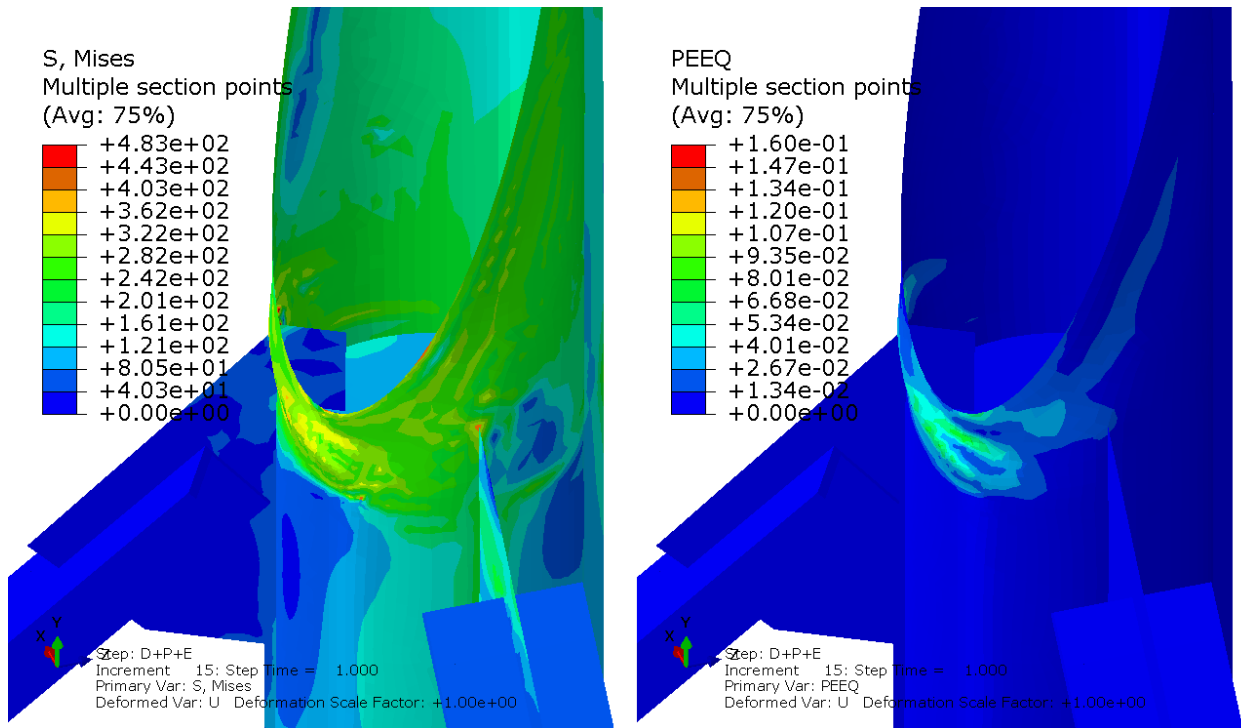 S, Mises
Multiple section points
(Avg: 75%)
+4.83e+02
+4.43e+02
+4.03e+02
+3.62e+02
+3.22e+02
+2.82e+02
+2.42e+02
+2.01e+02
+1.61e+02
+1.21e+02
+8.05e+01
+4.03e+01
+0.00e+00
Y
X
Z
Step: D+P+E
Increment 15: Step Time = 1.000
Primary Var: S, Mises
Deformed Var: U Deformation Scale Factor: +1.00e+00
PEEQ
Multiple section points
(Avg: 75%)
+1.60e-01
+1.47e-01
+1.34e-01
+1.20e-01
+1.07e-01
+9.35e-02
+8.01e-02
+6.68e-02
+5.34e-02
+4.01e-02
+2.67e-02
+1.34e-02
+0.00e+00
Y
X
Z
Step: D+P+E
Increment 15: Step Time = 1.000
Primary Var: PEEQ
Deformed Var: U Deformation Scale Factor: +1.00e+00